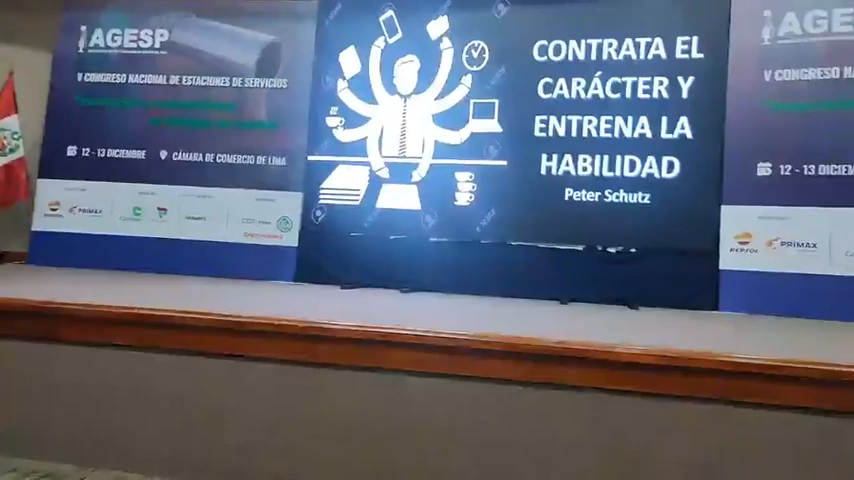 AGESP
V CONGRESO NACIONAL DE ESTACIONES DE SERVICIOS
12 - 13 DICIEMBRE
CÁMARA DE COMERCIO DE LIMA
REPSOL
PRIMAX
CONTRATA EL
CARÁCTER Y
ENTRENA LA
HABILIDAD
Peter Schutz
AGESP
V CONGRESO N
12 - 13 DICIEM
REPSOL
PRIMAX